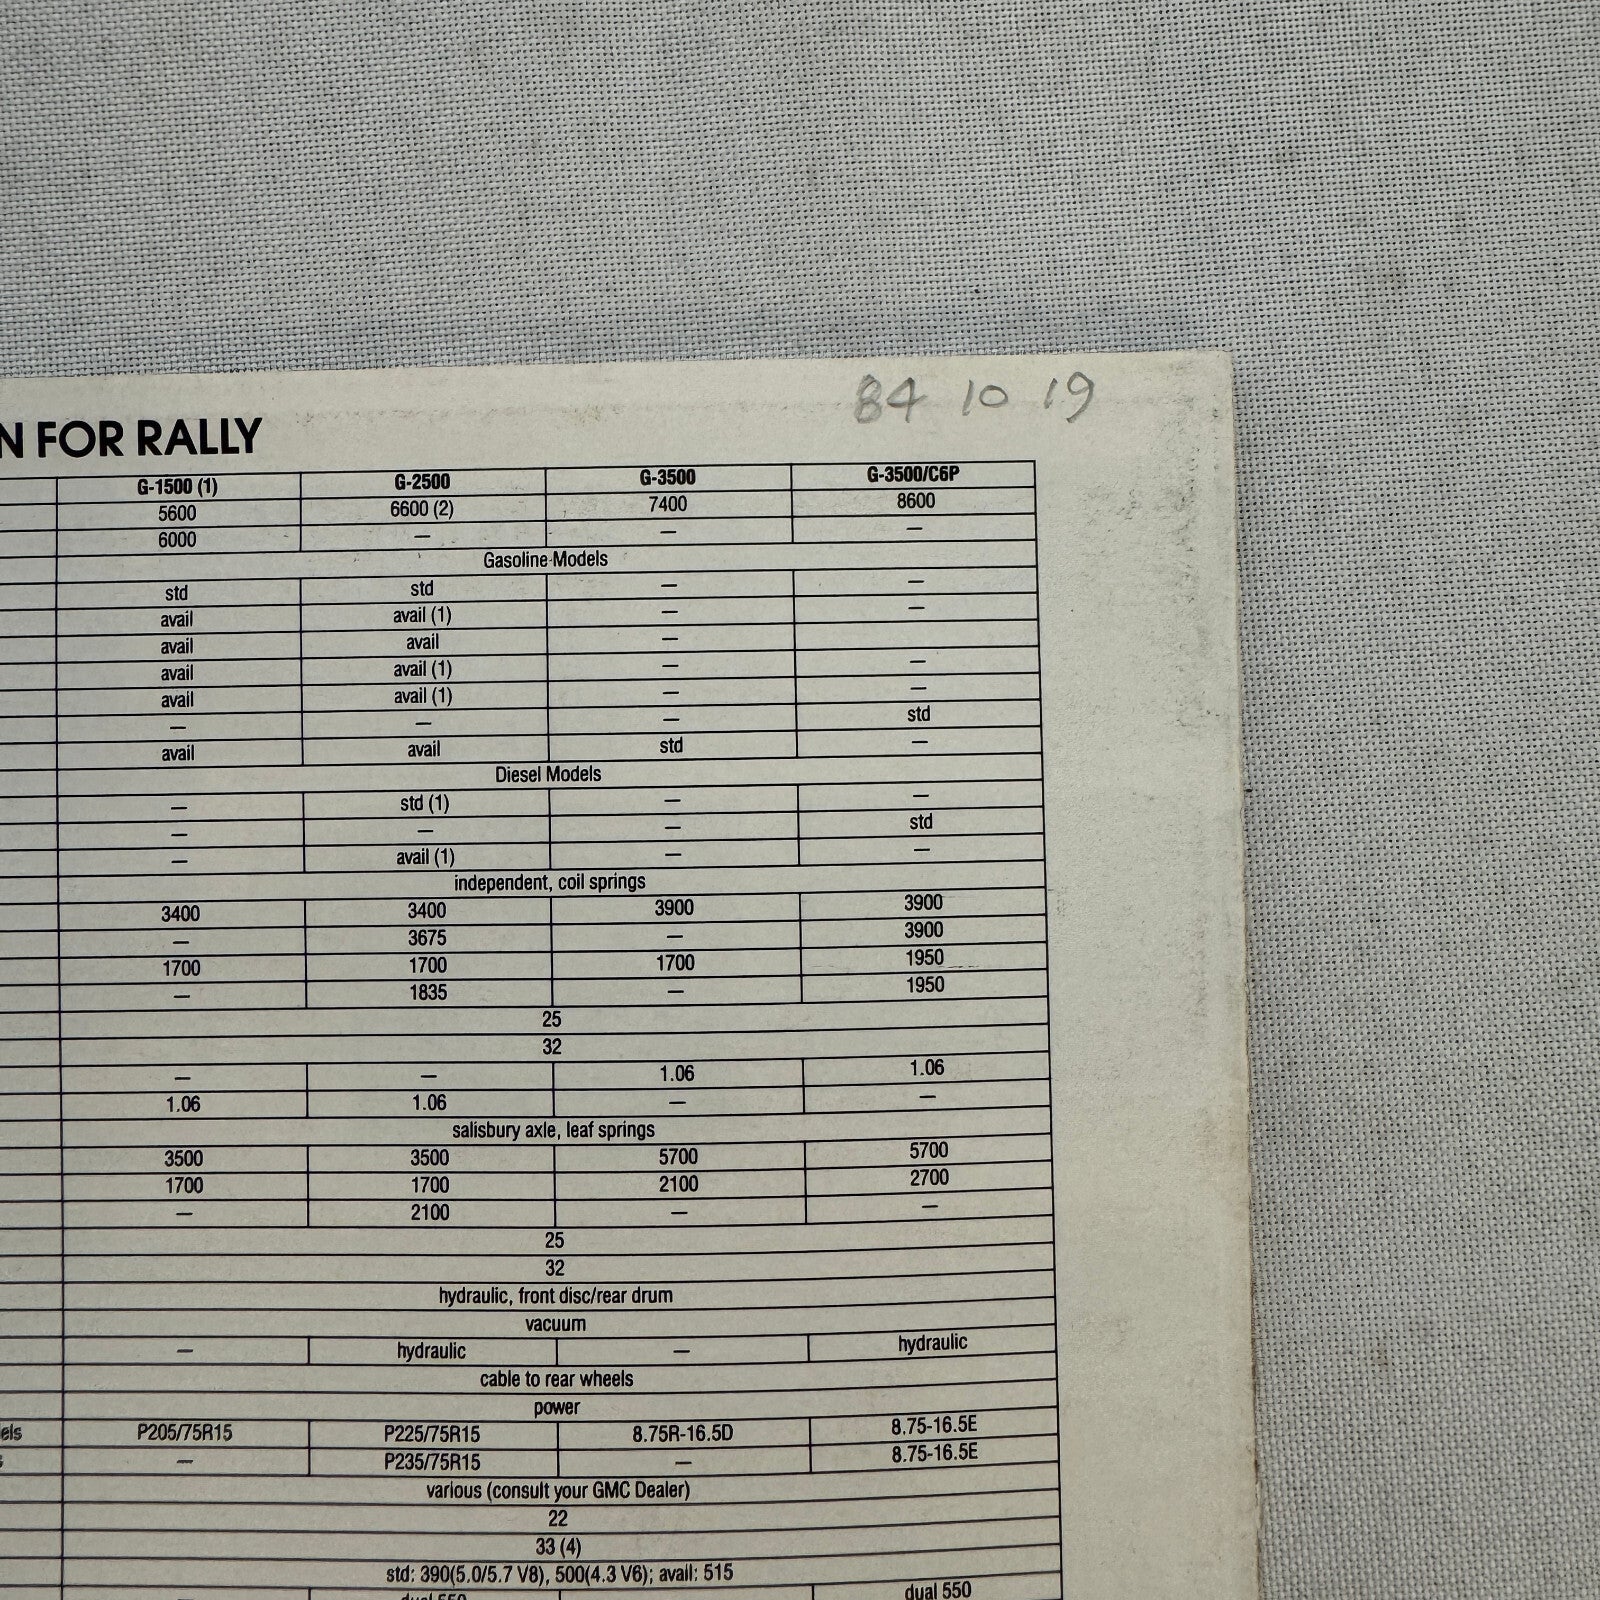 84 10 19
N FOR RALLY
G-1500 (1) G-2500 G-3500 G-3500/C6P
5600 6600 (2) 7400 8600
6000 — — —
Gasoline Models
std std — —
avail avail (1) — —
avail avail —
avail avail (1) — —
avail avail (1) — —
— — — std
avail avail std —
Diesel Models
— std (1) — —
— — — std
— avail (1) — —
independent, coil springs
3400 3400 3900 3900
— 3675 — 3900
1700 1700 1700 1950
— 1835 — 1950
25
32
— — 1.06 1.06
1.06 1.06 — —
salisbury axle, leaf springs
3500 3500 5700 5700
1700 1700 2100 2700
— 2100 — —
25
32
hydraulic, front disc/rear drum
vacuum
— hydraulic — hydraulic
cable to rear wheels
power
els P205/75R15 P225/75R15 8.75R-16.5D 8.75-16.5E
— P235/75R15 — 8.75-16.5E
various (consult your GMC Dealer)
22
33 (4)
std: 390(5.0/5.7 V8), 500(4.3 V6); avail: 515
dual 550 dual 550